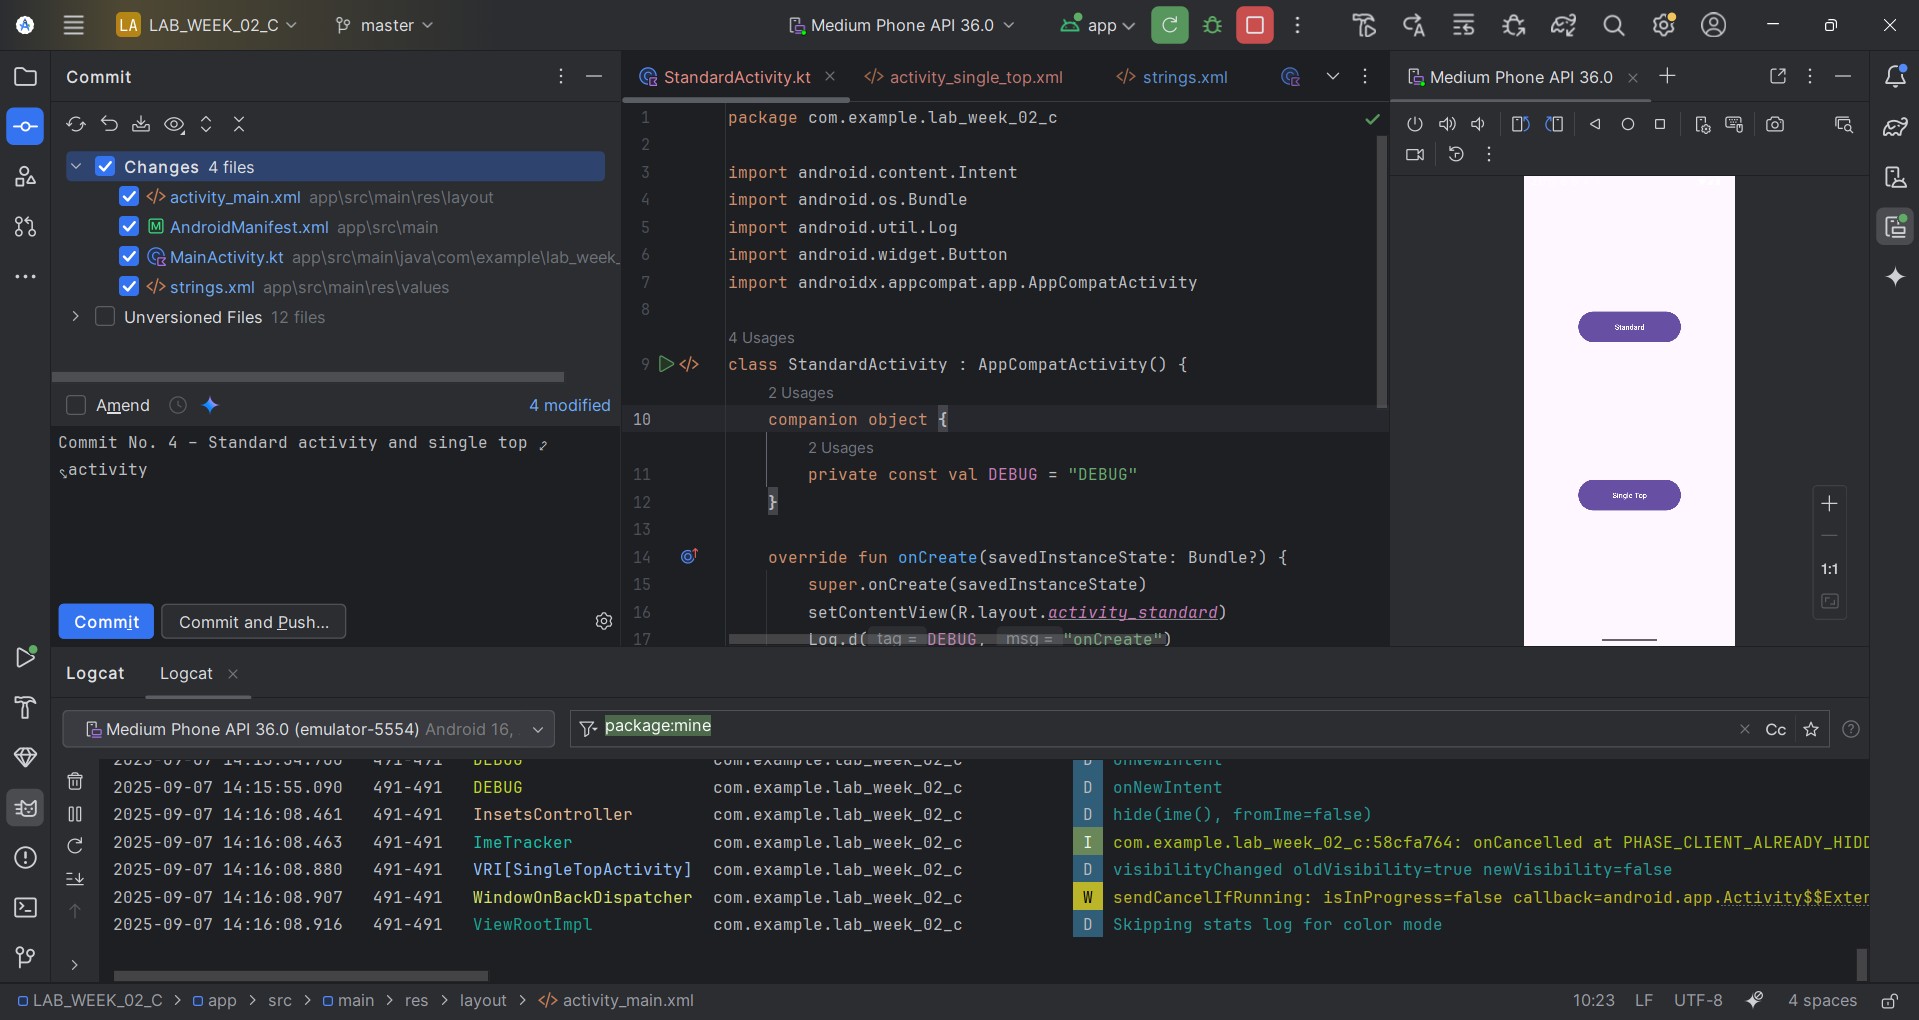 LA LAB_WEEK_02_C master Medium Phone API 36.0 app
Commit
Changes 4 files
activity_main.xml app\src\main\res\layout
AndroidManifest.xml app\src\main
MainActivity.kt app\src\main\java\com\example\lab_week_
strings.xml app\src\main\res\values
Unversioned Files 12 files
Amend 4 modified
Commit No. 4 - Standard activity and single top
activity
Commit Commit and Push...
StandardActivity.kt activity_single_top.xml strings.xml
1 package com.example.lab_week_02_c
2
3 import android.content.Intent
4 import android.os.Bundle
5 import android.util.Log
6 import android.widget.Button
7 import androidx.appcompat.app.AppCompatActivity
8
4 Usages
9 class StandardActivity : AppCompatActivity() {
2 Usages
10 companion object {
2 Usages
11 private const val DEBUG = "DEBUG"
12 }
13
14 override fun onCreate(savedInstanceState: Bundle?) {
15 super.onCreate(savedInstanceState)
16 setContentView(R.layout.activity_standard)
17 Log.d( tag = DEBUG, msg = "onCreate")
Medium Phone API 36.0
Standard
Single Top
1:1
Logcat Logcat
Medium Phone API 36.0 (emulator-5554) Android 16, package:mine Cc
2025-09-07 14:15:54.760 491-491 DEBUG com.example.lab_week_02_c D onNewIntent
2025-09-07 14:15:55.090 491-491 DEBUG com.example.lab_week_02_c D onNewIntent
2025-09-07 14:16:08.461 491-491 InsetsController com.example.lab_week_02_c D hide(ime(), fromIme=false)
2025-09-07 14:16:08.463 491-491 ImeTracker com.example.lab_week_02_c I com.example.lab_week_02_c:58cfa764: onCancelled at PHASE_CLIENT_ALREADY_HIDD
2025-09-07 14:16:08.880 491-491 VRI[SingleTopActivity] com.example.lab_week_02_c D visibilityChanged oldVisibility=true newVisibility=false
2025-09-07 14:16:08.907 491-491 WindowOnBackDispatcher com.example.lab_week_02_c W sendCancelIfRunning: isInProgress=false callback=android.app.Activity$$Exter
2025-09-07 14:16:08.916 491-491 ViewRootImpl com.example.lab_week_02_c D Skipping stats log for color mode
LAB_WEEK_02_C > app > src > main > res > layout > activity_main.xml 10:23 LF UTF-8 4 spaces